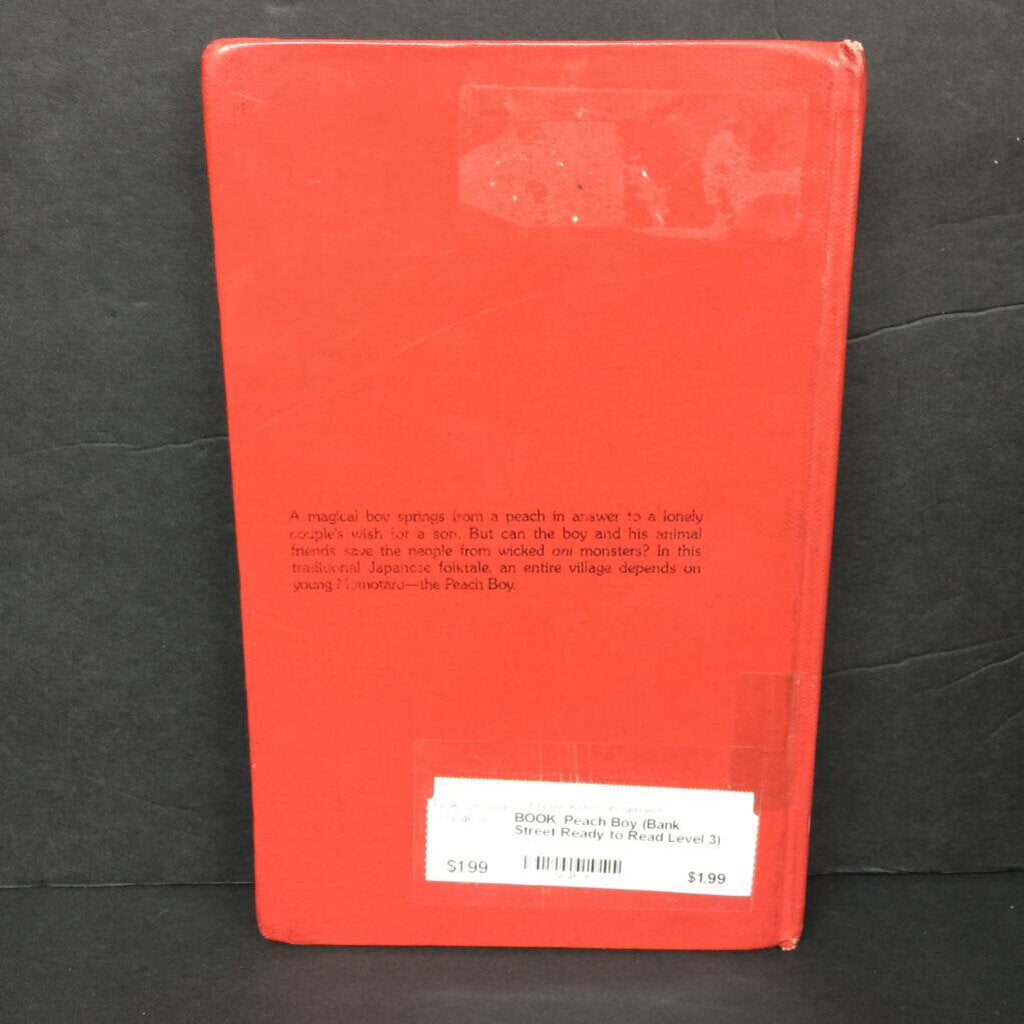 A magical boy springs from a peach in answer to a lonely
couple's wish for a son. But can the boy and his animal
friends save the people from wicked oni monsters? In this
traditional Japanese folktale, an entire village depends on
young Momotaro—the Peach Boy.
BOOK Peach Boy (Bank
Street Ready to Read Level 3)
$1.99 $1.99